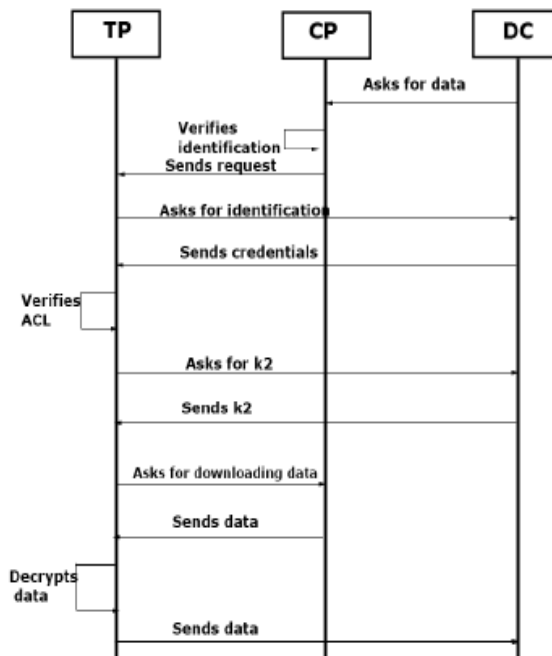 TP
CP
DC
Asks for data
Verifies
identification
Sends request
Asks for identification
Sends credentials
Verifies
ACL
Asks for k2
Sends k2
Asks for downloading data
Sends data
Decrypts
data
Sends data